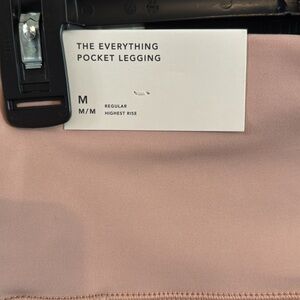 THE EVERYTHING
POCKET LEGGING
M
M/M
REGULAR
HIGHEST RISE